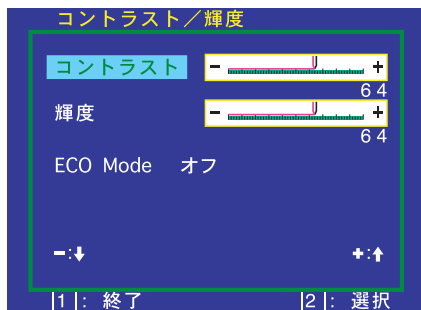 コントラスト／輝度
コントラスト - +
64
輝度 - +
64
ECO Mode オフ
-:⬇ +:⬆
1 : 終了 2 : 選択